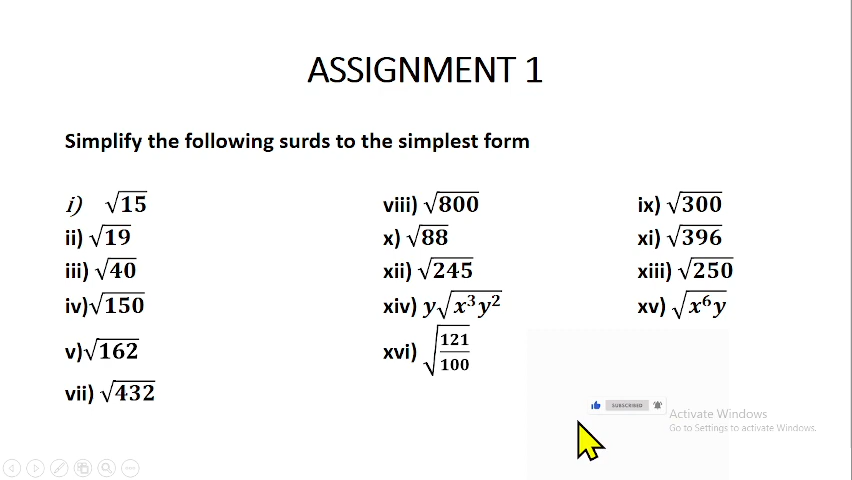 ASSIGNMENT 1
Simplify the following surds to the simplest form
i) √15
ii) √19
iii) √40
iv)√150
v)√162
vii) √432
viii) √800
x) √88
xii) √245
xiv) y√x³y²
xvi) √121/100
ix) √300
xi) √396
xiii) √250
xv) √x⁶y
SUBSCRIBED
Activate Windows
Go to Settings to activate Windows.